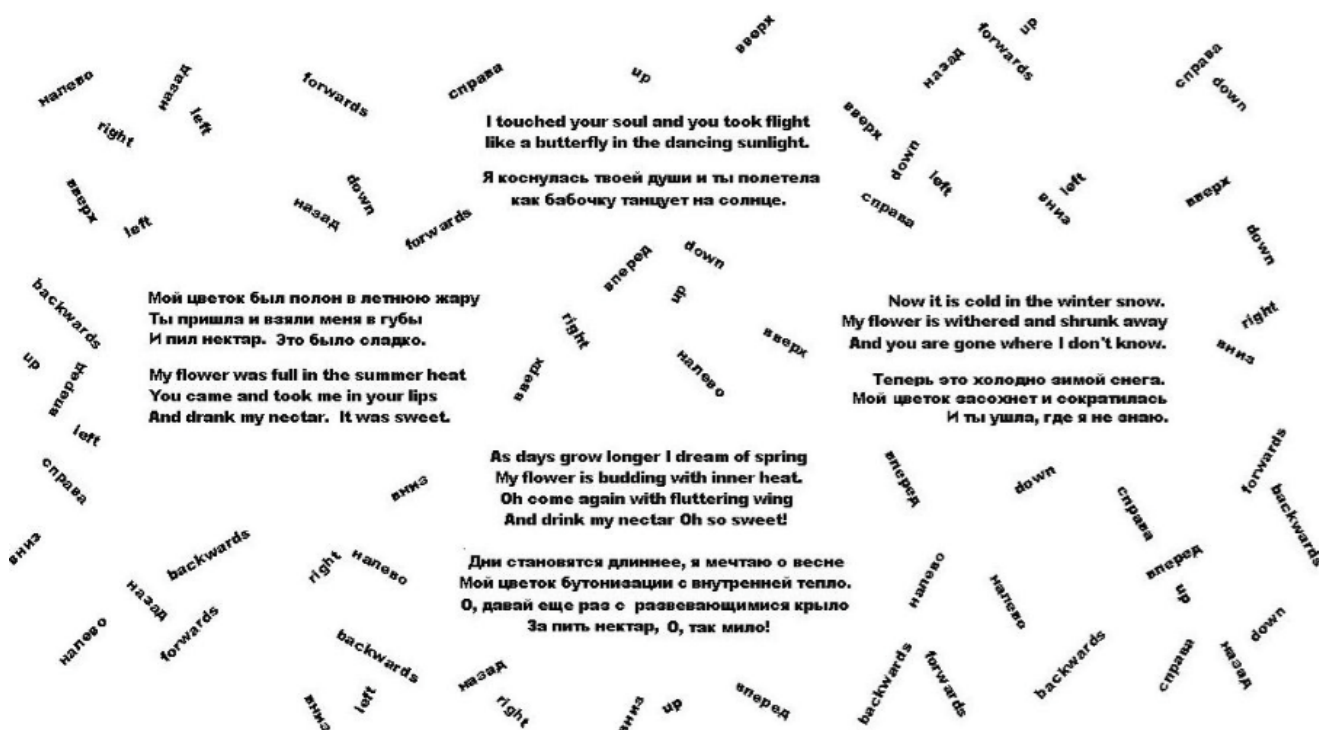 вверх
up
назад
forwards
справа
down
налево
назад
left
right
forwards
справа
up
вверх
down
left
справа
left
вниз
вверх
down
I touched your soul and you took flight
like a butterfly in the dancing sunlight.
Я коснулась твоей души и ты полетела
как бабочку танцует на солнце.
вверх
left
назад
down
forwards
вперед
down
up
right
вверх
налево
вверх
backwards
up
вперед
left
справа
Мой цветок был полон в летнюю жару
Ты пришла и взяли меня в губы
И пил нектар. Это было сладко.
My flower was full in the summer heat
You came and took me in your lips
And drank my nectar. It was sweet.
Now it is cold in the winter snow.
My flower is withered and shrunk away
And you are gone where I don't know.
Теперь это холодно зимой снега.
Мой цветок засохнет и сократилась
И ты ушла, где я не знаю.
right
вниз
As days grow longer I dream of spring
My flower is budding with inner heat.
Oh come again with fluttering wing
And drink my nectar Oh so sweet!
Дни становятся длиннее, я мечтаю о весне
Мой цветок бутонизации с внутренней тепло.
О, давай еще раз с развевающимися крыло
За пить нектар, О, так мило!
вниз
вперед
down
справа
forwards
backwards
вниз
backwards
назад
налево
forwards
right
налево
backwards
вниз
left
назад
right
вниз
up
вперед
налево
налево
вперед
up
backwards
forwards
backwards
справа
назад
down